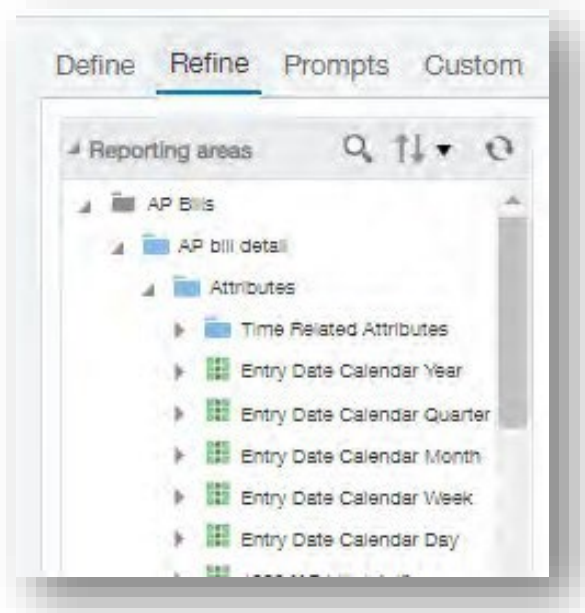 Define Refine Prompts Custom
Reporting areas
AP Bills
AP bill detail
Attributes
Time Related Attributes
Entry Date Calendar Year
Entry Date Calendar Quarter
Entry Date Calendar Month
Entry Date Calendar Week
Entry Date Calendar Day